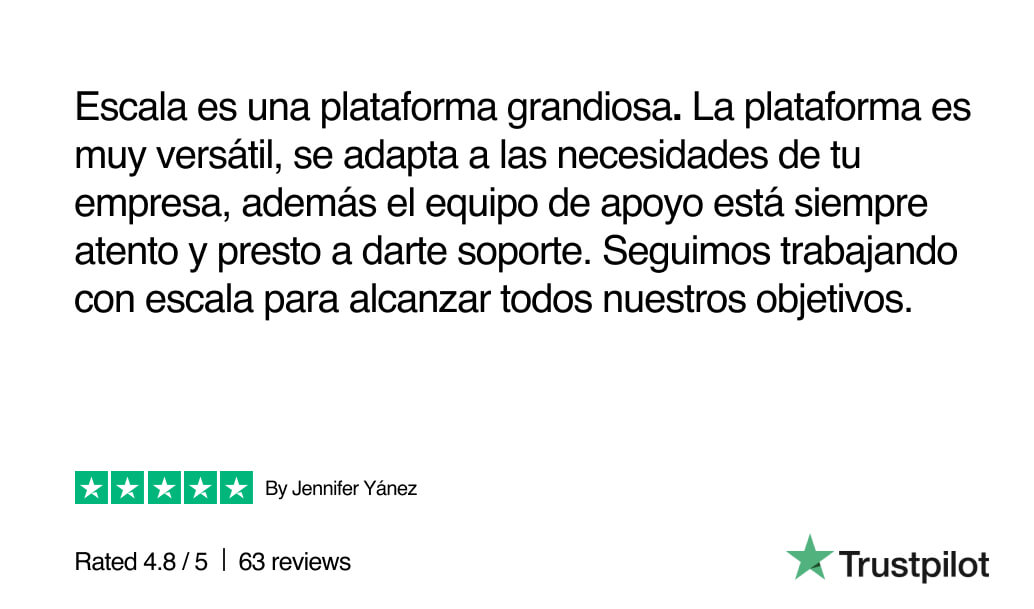 Escala es una plataforma grandiosa. La plataforma es
muy versátil, se adapta a las necesidades de tu
empresa, además el equipo de apoyo está siempre
atento y presto a darte soporte. Seguimos trabajando
con escala para alcanzar todos nuestros objetivos.
By Jennifer Yánez
Rated 4.8 / 5 | 63 reviews
Trustpilot